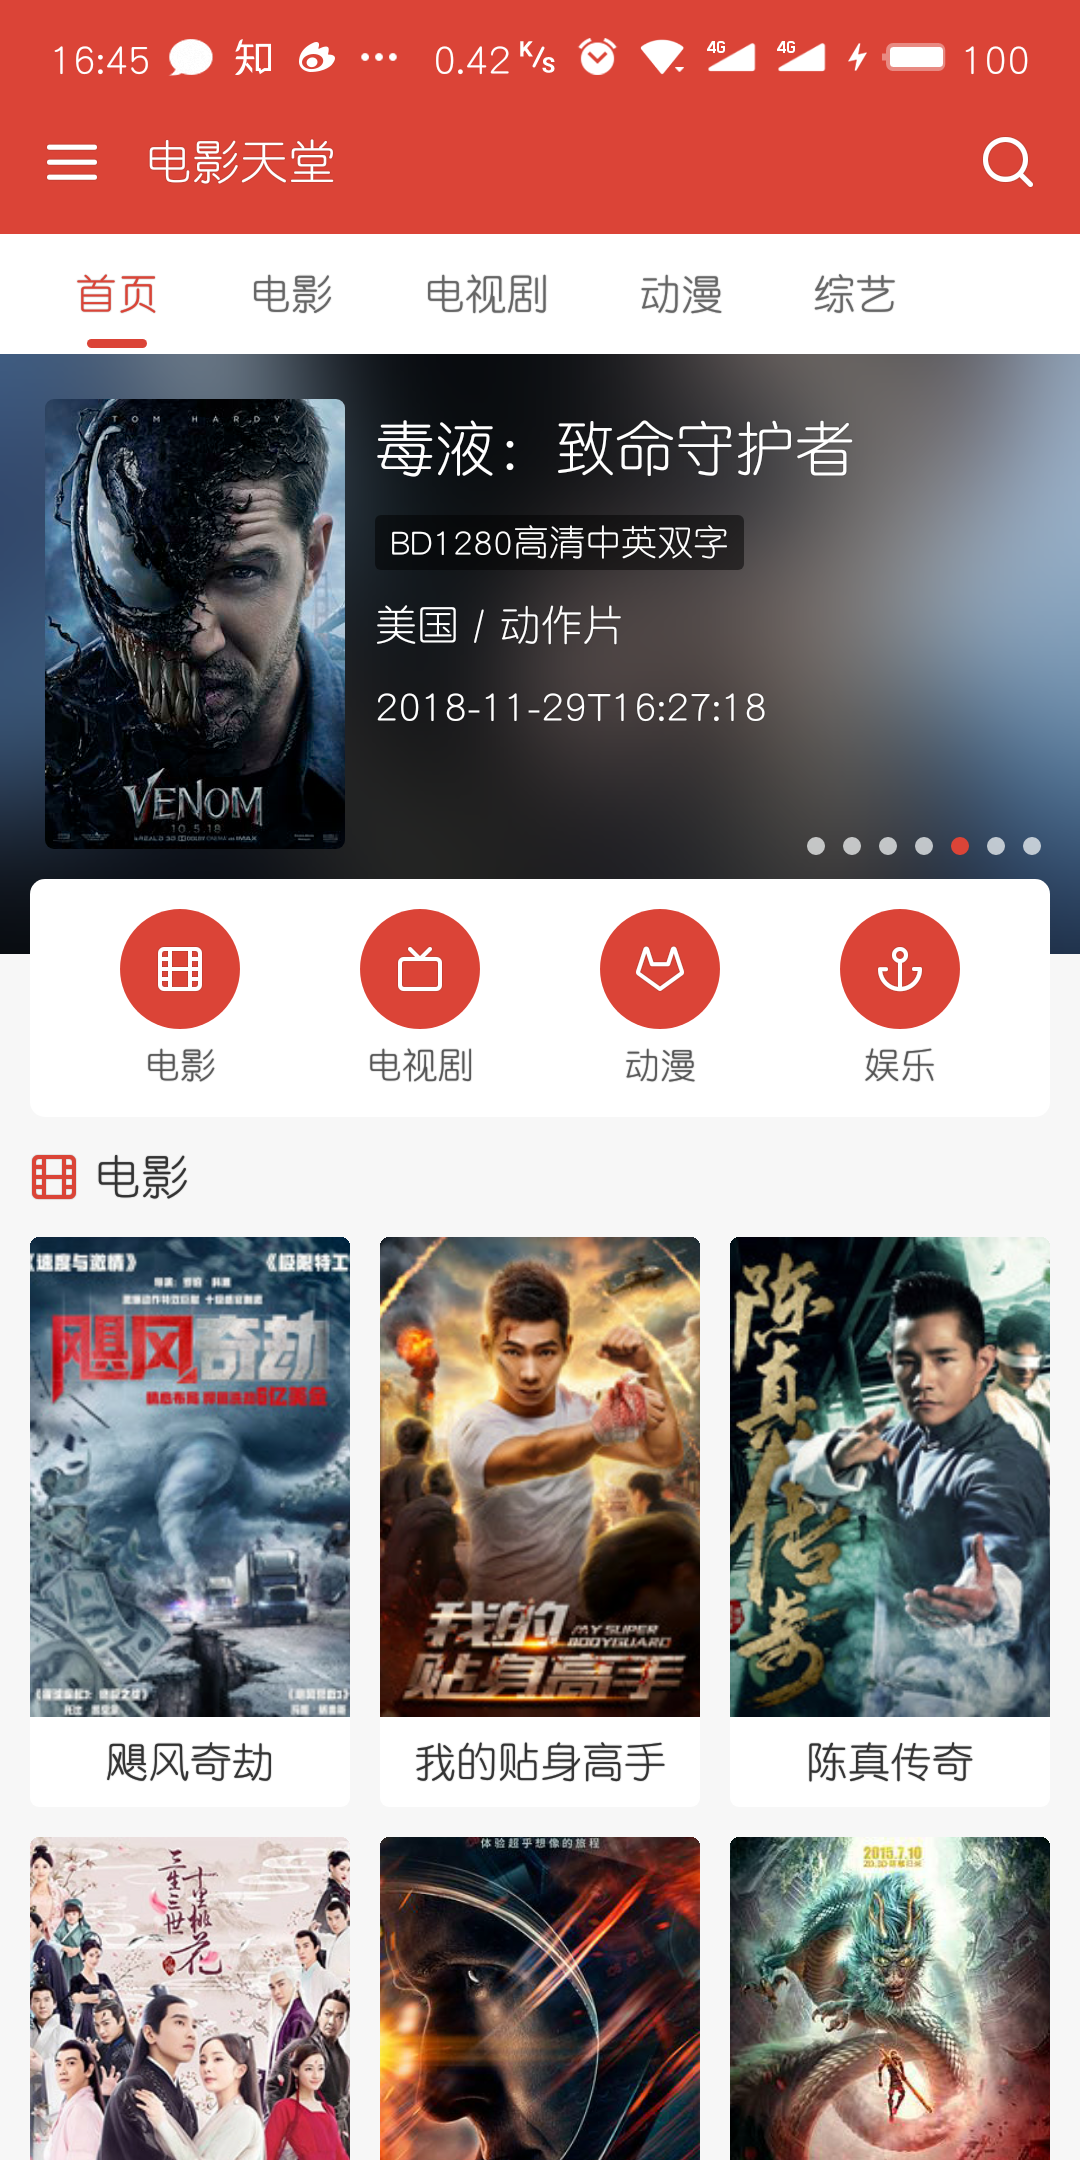 16:45 知 ••• 0.42 K/s 4G 4G 100
电影天堂
首页 电影 电视剧 动漫 综艺
TOM HARDY
VENOM
10.5.18
毒液：致命守护者
BD1280高清中英双字
美国 / 动作片
2018-11-29T16:27:18
电影 电视剧 动漫 娱乐
电影
《速度与激情》 《极限特工
飓风奇劫
我的
MY SUPER
BODYGUARD
贴身高手
陈真传奇
飓风奇劫 我的贴身高手 陈真传奇
三生三世
十里桃花
体验超乎想像的旅程
2015.7.10